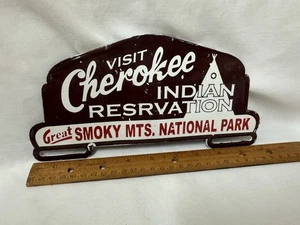 VISIT
Cherokee
INDIAN
RESRVATION
Great SMOKY MTS. NATIONAL PARK